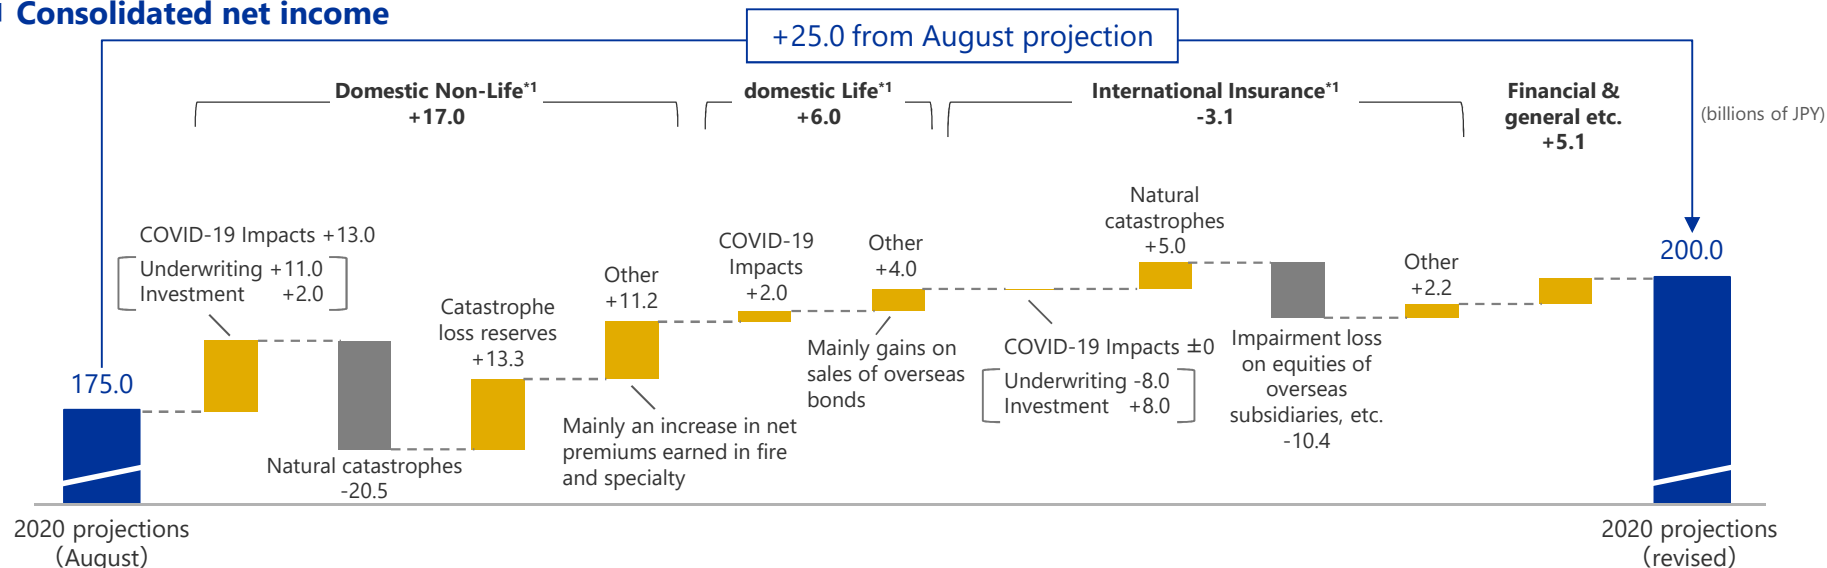 Consolidated net income
+25.0 from August projection
Domestic Non-Life*1
+17.0
domestic Life*1
+6.0
International Insurance*1
-3.1
Financial &
general etc.
+5.1
(billions of JPY)
COVID-19 Impacts +13.0
Underwriting +11.0
Investment +2.0
Natural catastrophes
-20.5
Catastrophe
loss reserves
+13.3
Other
+11.2
Mainly an increase in net
premiums earned in fire
and specialty
COVID-19
Impacts
+2.0
Other
+4.0
Mainly gains on
sales of overseas
bonds
COVID-19 Impacts ±0
Underwriting -8.0
Investment +8.0
Natural
catastrophes
+5.0
Impairment loss
on equities of
overseas
subsidiaries, etc.
-10.4
Other
+2.2
175.0
200.0
2020 projections
(August)
2020 projections
(revised)